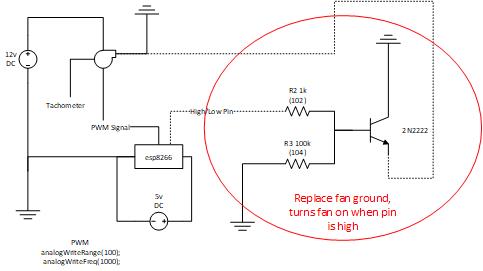 12v
DC
Tachometer
PWM Signal
High/Low Pin
esp8266
5v
DC
PWM
analogWriteRange(100);
analogWriteFreq(1000);
R2 1k
(102)
R3 100k
(104)
2N2222
Replace fan ground,
turns fan on when pin
is high